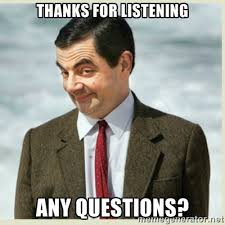 THANKS FOR LISTENING
ANY QUESTIONS?
memegenerator.net